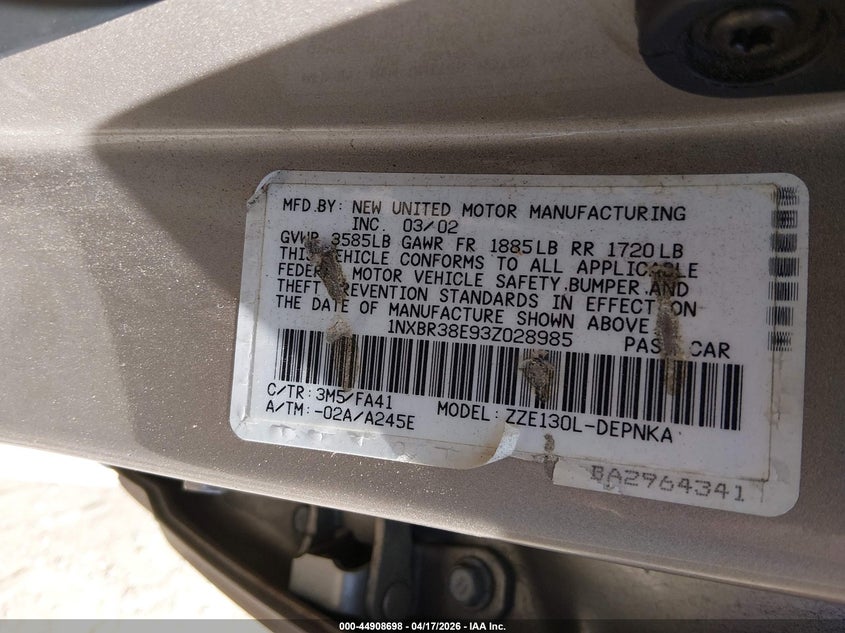 MFD.BY: NEW UNITED MOTOR MANUFACTURING
INC. 03/02
GVWR 3585LB GAWR FR 1885LB RR 1720LB
THIS VEHICLE CONFORMS TO ALL APPLICABLE
FEDERAL MOTOR VEHICLE SAFETY,BUMPER,AND
THEFT PREVENTION STANDARDS IN EFFECT ON
THE DATE OF MANUFACTURE SHOWN ABOVE
1NXBR38E93Z028985 PASS CAR
C/TR: 3M5/FA41
A/TM: -02A/A245E MODEL: ZZE130L-DEPNKA
BA2964341
000-44908698 - 04/17/2026 - IAA Inc.